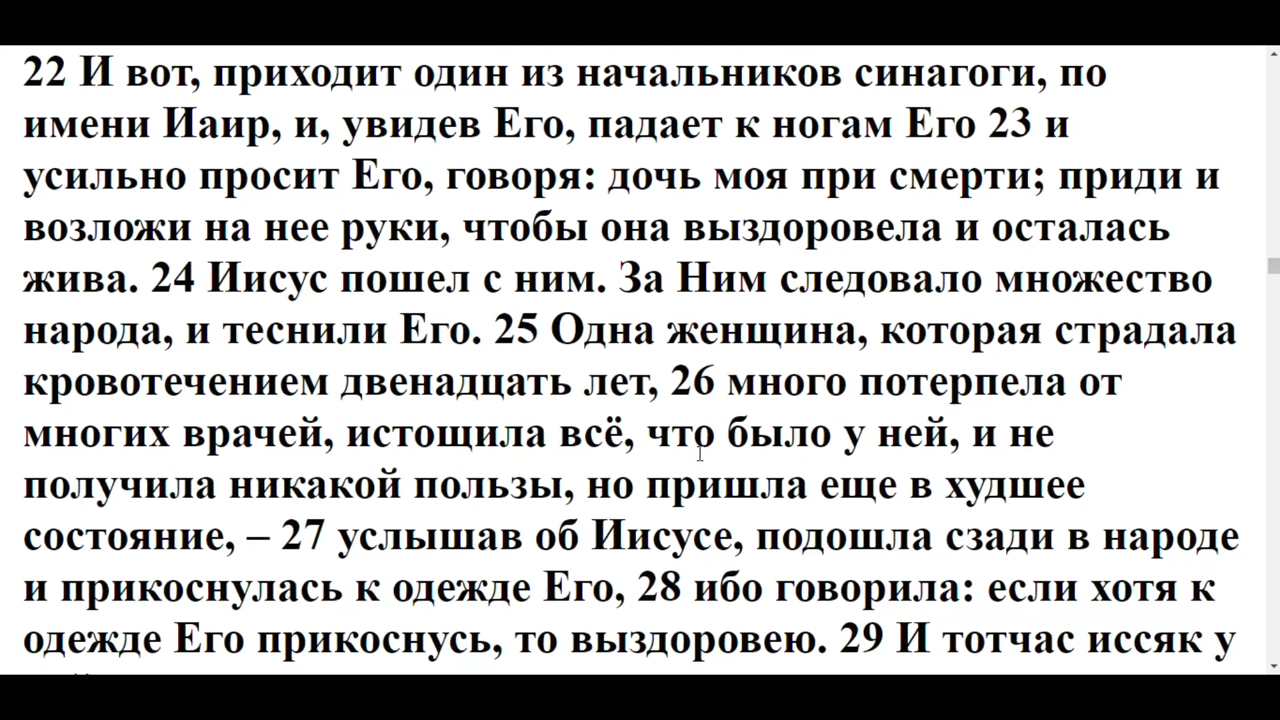 22 И вот, приходит один из начальников синагоги, по
имени Иаир, и, увидев Его, падает к ногам Его 23 и
усильно просит Его, говоря: дочь моя при смерти; приди и
возложи на нее руки, чтобы она выздоровела и осталась
жива. 24 Иисус пошел с ним. За Ним следовало множество
народа, и теснили Его. 25 Одна женщина, которая страдала
кровотечением двенадцать лет, 26 много потерпела от
многих врачей, истощила всё, что было у ней, и не
получила никакой пользы, но пришла еще в худшее
состояние, – 27 услышав об Иисусе, подошла сзади в народе
и прикоснулась к одежде Его, 28 ибо говорила: если хотя к
одежде Его прикоснусь, то выздоровею. 29 И тотчас иссяк у